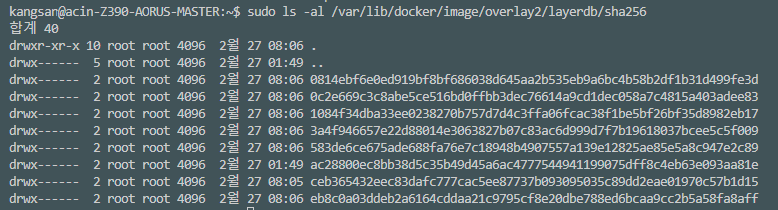 kangsan@acin-Z390-AORUS-MASTER:~$ sudo ls -al /var/lib/docker/image/overlay2/layerdb/sha256
합계 40
drwxr-xr-x 10 root root 4096  2월 27 08:06 .
drwx------  5 root root 4096  2월 27 01:49 ..
drwx------  2 root root 4096  2월 27 08:06 0814ebf6e0ed919bf8bf686038d645aa2b535eb9a6bc4b58b2df1b31d499fe3d
drwx------  2 root root 4096  2월 27 08:06 0c2e669c3c8abe5ce516bd0ffbb3dec76614a9cd1dec058a7c4815a403adee83
drwx------  2 root root 4096  2월 27 08:06 1084f34dba33ee0238270b757d7d4c3ffa06fcac38f1be5bf26bf35d8982eb17
drwx------  2 root root 4096  2월 27 08:06 3a4f946657e22d88014e3063827b07c83ac6d999d7f7b19618037bcee5c5f009
drwx------  2 root root 4096  2월 27 08:06 583de6ce675ade688fa76e7c18948b4907557a139e12825ae85e5a8c947e2c89
drwx------  2 root root 4096  2월 27 01:49 ac28800ec8bb38d5c35b49d45a6ac4777544941199075dff8c4eb63e093aa81e
drwx------  2 root root 4096  2월 27 08:05 ceb365432eec83dafc777cac5ee87737b093095035c89dd2eae01970c57b1d15
drwx------  2 root root 4096  2월 27 08:06 eb8c0a03ddeb2a6164cddaa21c9795cf8e20dbe788ed6bcaa9cc2b5a58fa8aff